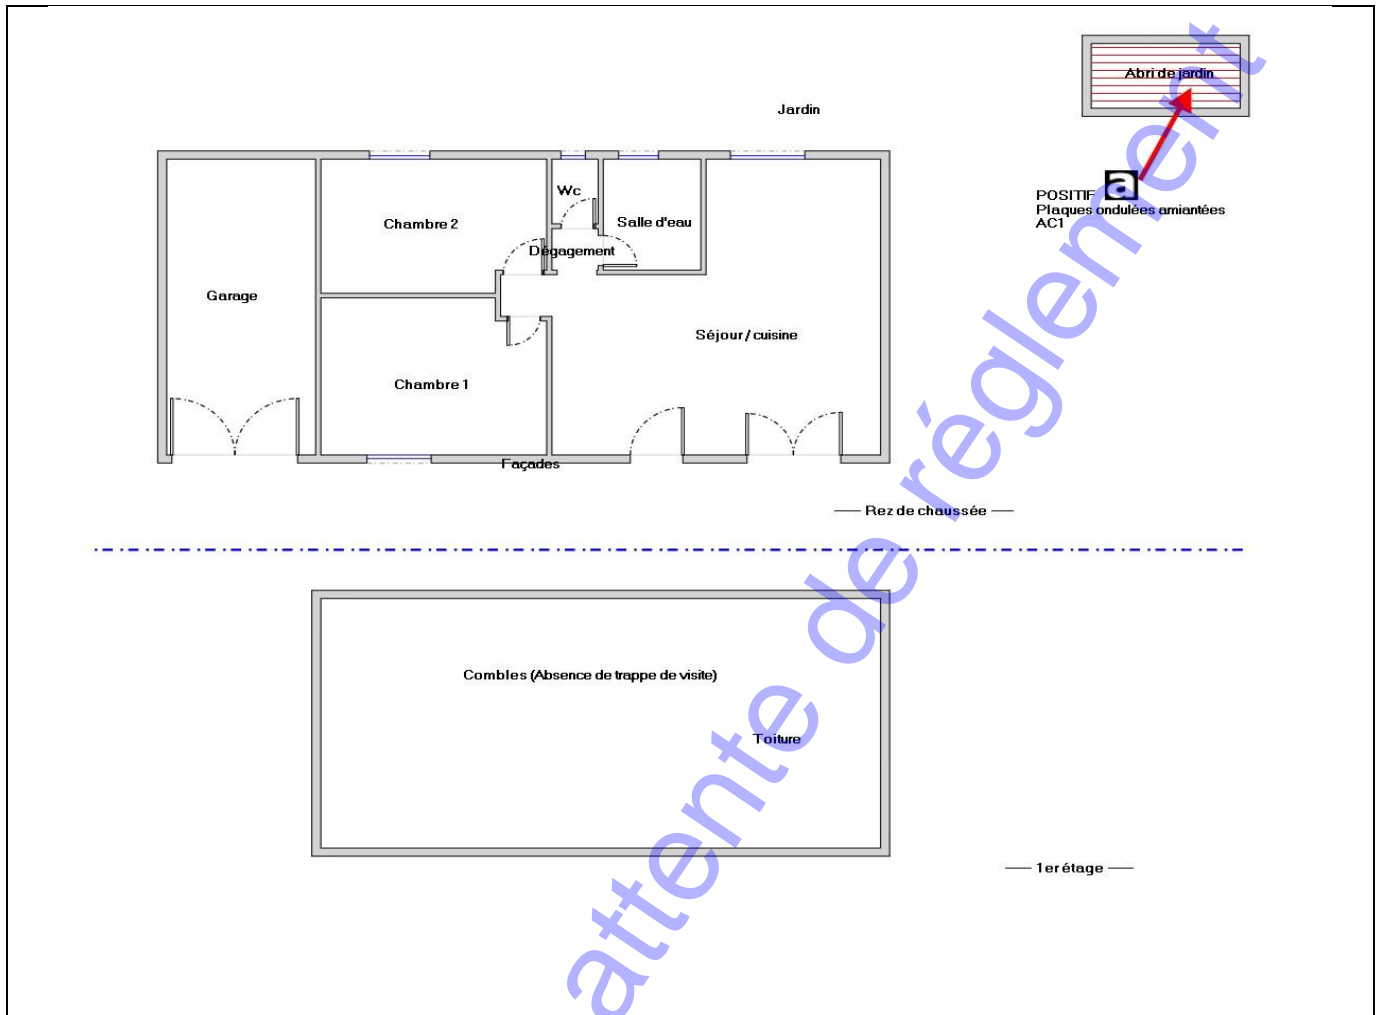 Abri de jardin
Jardin
a
POSITIF
Plaques ondulées amiantées
AC1
Wc
Chambre 2
Salle d'eau
Dégagement
Garage
Séjour / cuisine
Chambre 1
Façades
Rez de chaussée
Combles (Absence de trappe de visite)
Toiture
1er étage
attente de réglement